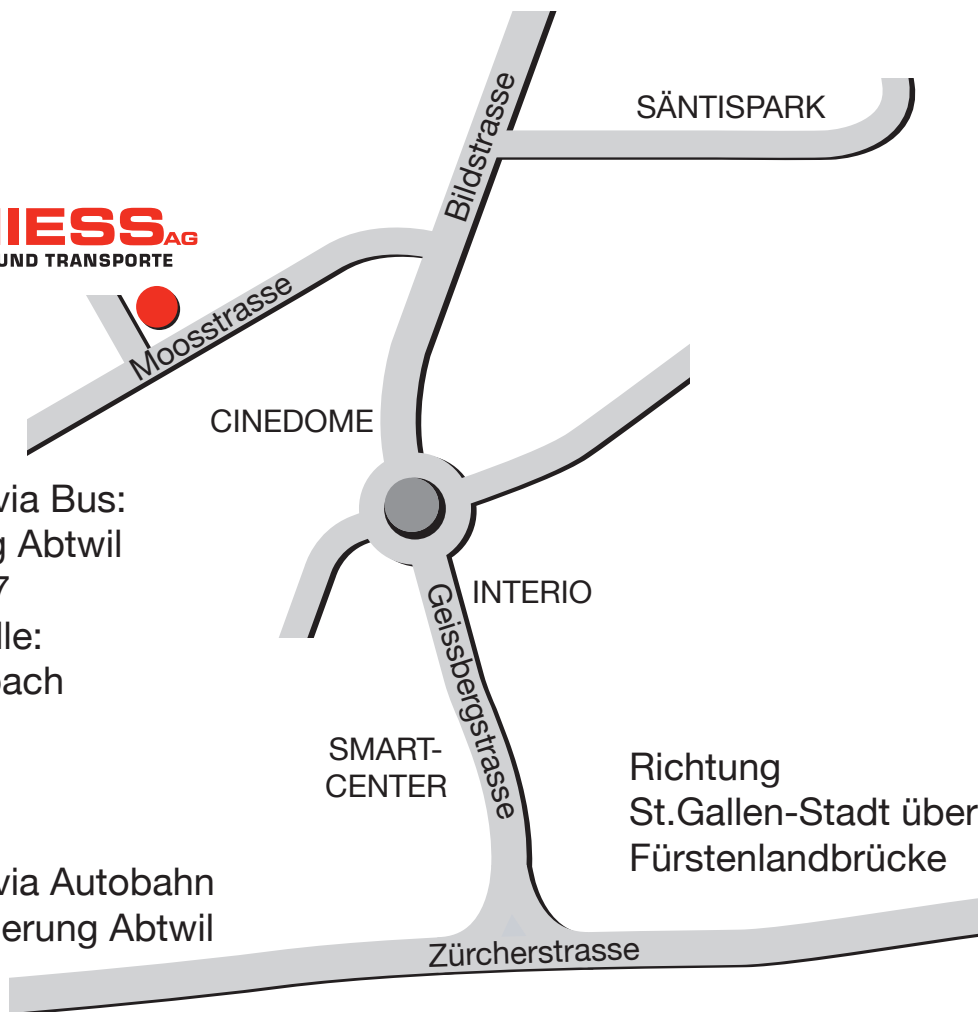 SÄNTISPARK
Bildstrasse
IESS AG
UND TRANSPORTE
Moosstrasse
CINEDOME
via Bus:
g Abtwil
7
lle:
bach
INTERIO
Geissbergstrasse
SMART-
CENTER
Richtung
St.Gallen-Stadt über
Fürstenlandbrücke
via Autobahn
erung Abtwil
Zürcherstrasse